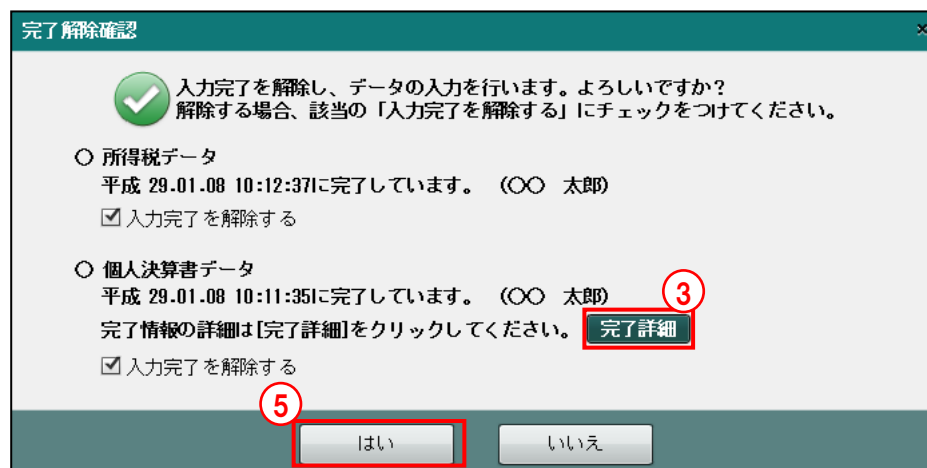 完了解除確認
×
入力完了を解除し、データの入力を行います。よろしいですか？
解除する場合、該当の「入力完了を解除する」にチェックをつけてください。
○ 所得税データ
平成 29.01.08 10:12:37に完了しています。 （○○ 太郎）
入力完了を解除する
○ 個人決算書データ
平成 29.01.08 10:11:35に完了しています。 （○○ 太郎）
③
完了情報の詳細は[完了詳細]をクリックしてください。 完了詳細
入力完了を解除する
⑤
はい いいえ